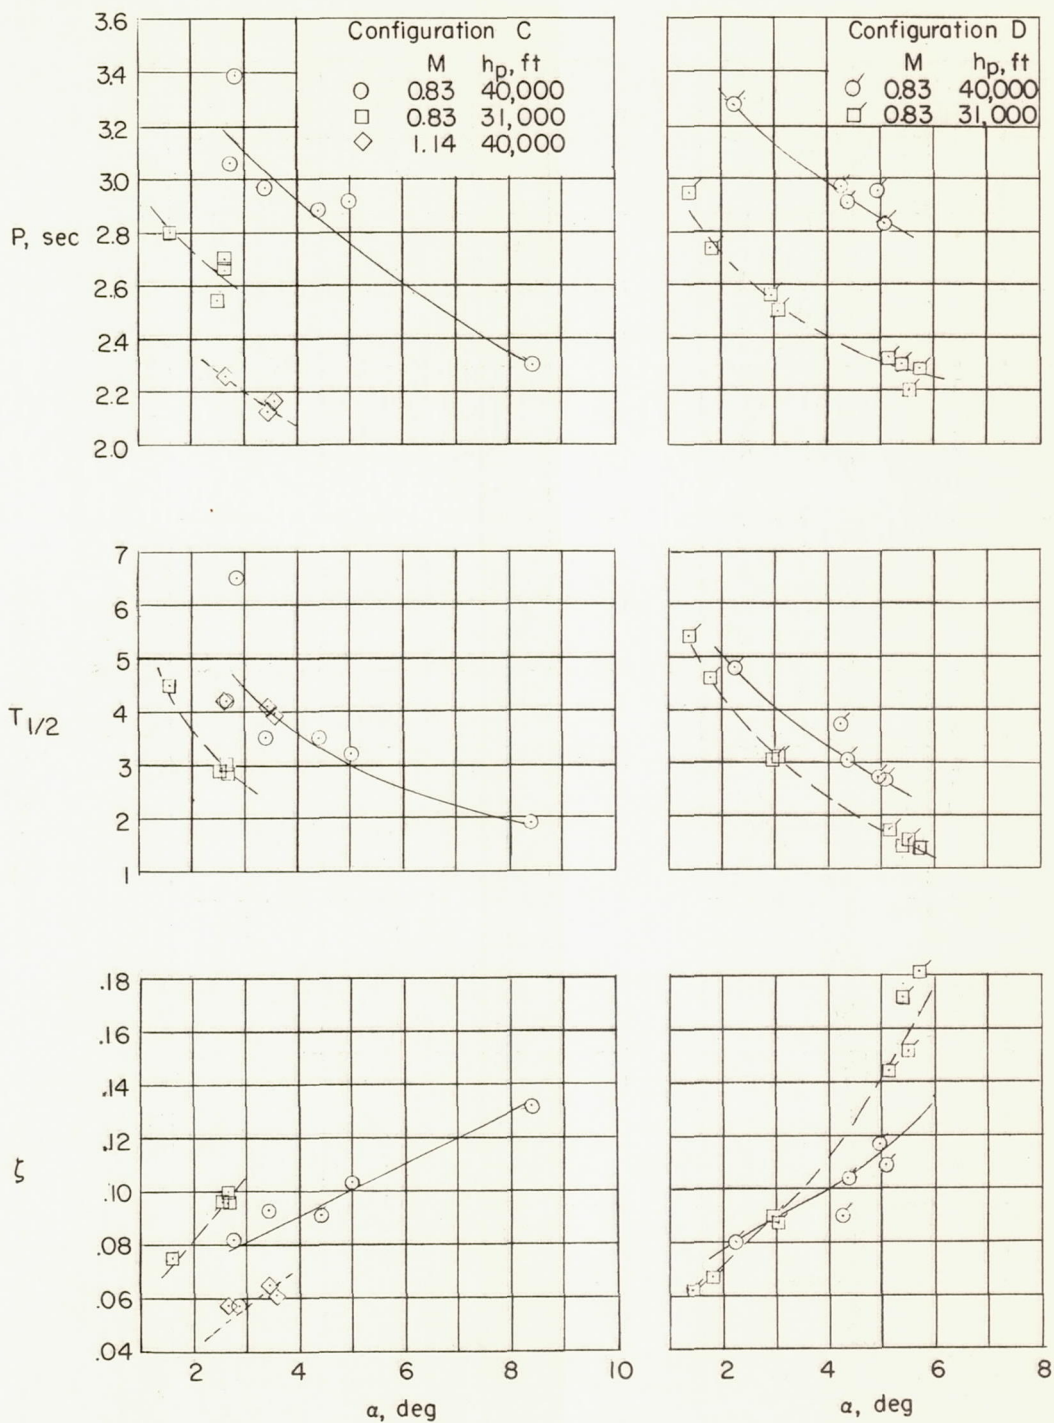 Configuration C
M hp, ft
0.83 40,000
0.83 31,000
1.14 40,000
Configuration D
M hp, ft
0.83 40,000
0.83 31,000
3.6
3.4
3.2
3.0
P, sec 2.8
2.6
2.4
2.2
2.0
7
6
5
T1/2 4
3
2
1
.18
.16
.14
.12
ζ .10
.08
.06
.04
2 4 6 8 10
α, deg
2 4 6 8
α, deg